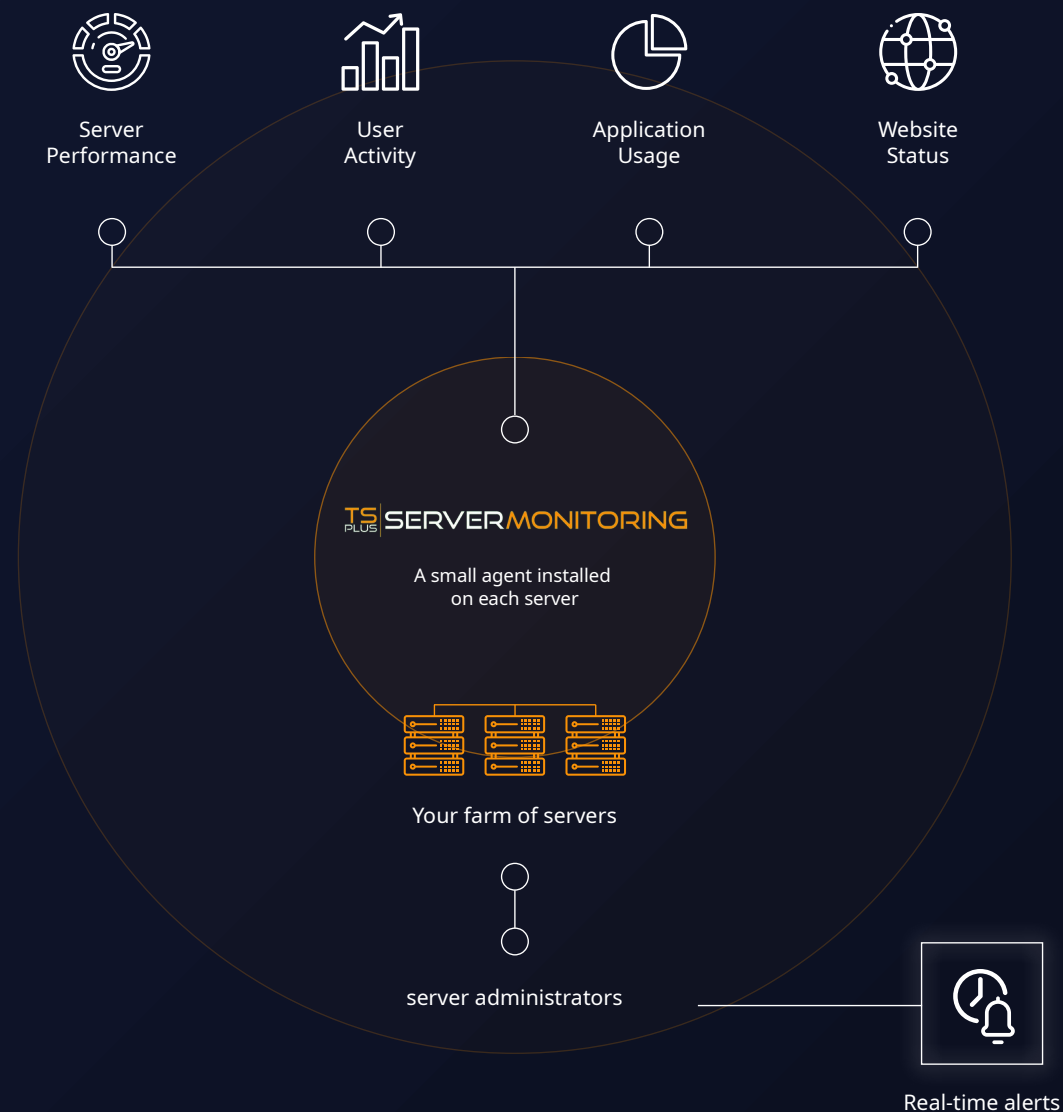 Server
Performance
User
Activity
Application
Usage
Website
Status
TS PLUS SERVERMONITORING
A small agent installed
on each server
Your farm of servers
server administrators
Real-time alerts